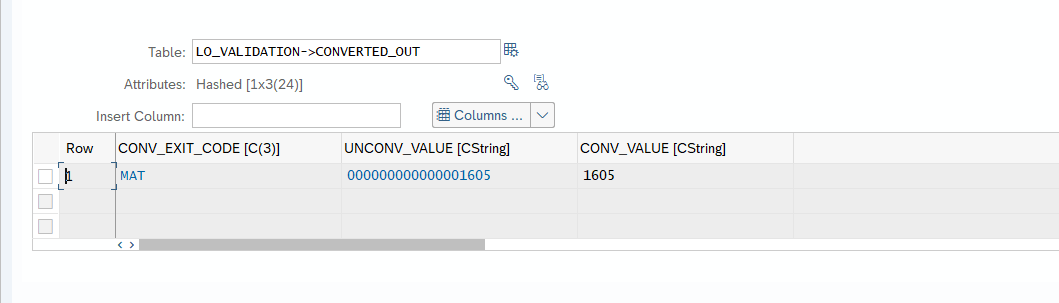 Table: LO_VALIDATION->CONVERTED_OUT
Attributes: Hashed [1x3(24)]
Insert Column: Columns ...
Row CONV_EXIT_CODE [C(3)] UNCONV_VALUE [CString] CONV_VALUE [CString]
1 MAT 000000000000001605 1605